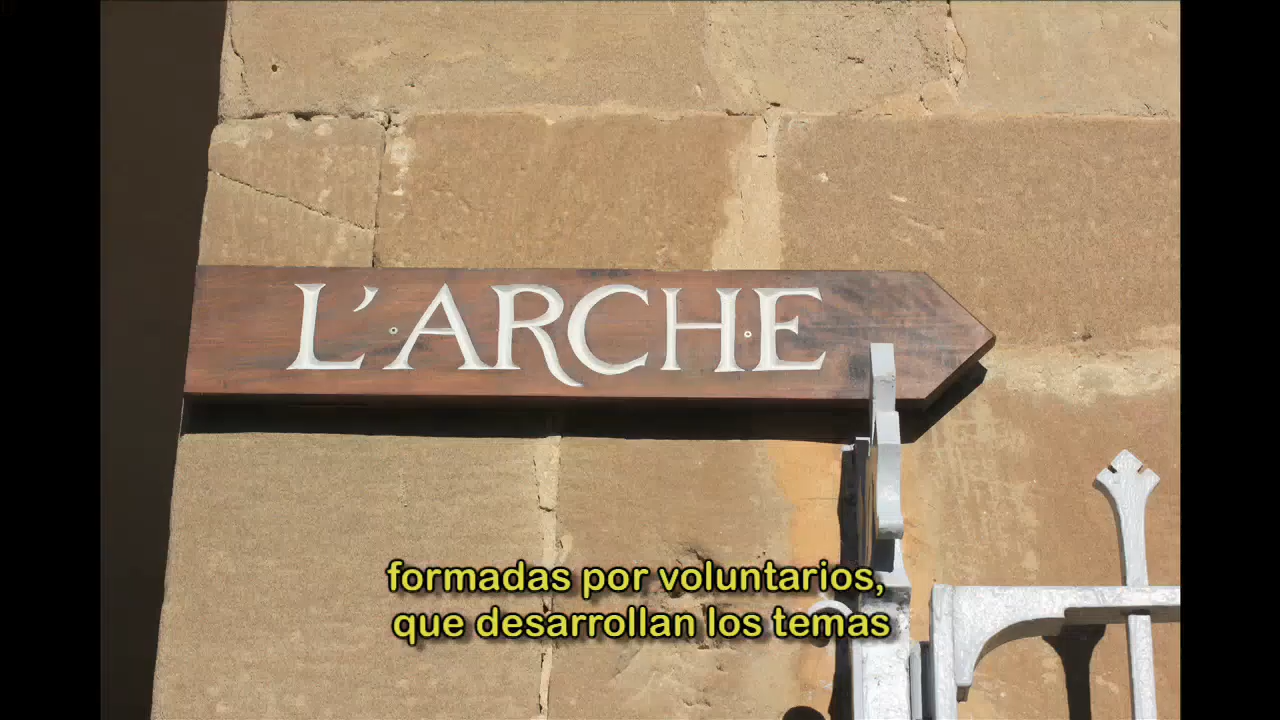 L'ARCHE
formadas por voluntarios,
que desarrollan los temas